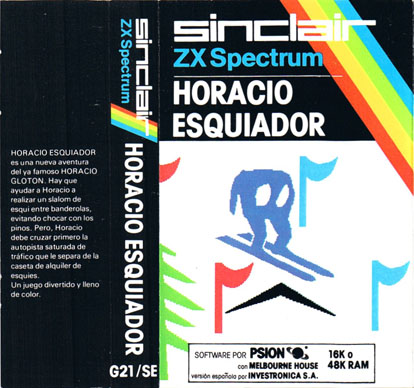 HORACIO ESQUIADOR
es una nueva aventura
del ya famoso HORACIO
GLOTON. Hay que
ayudar a Horacio a
realizar un slalom de
esqui entre banderolas,
evitando chocar con los
pinos. Pero, Horacio
debe cruzar primero la
autopista saturada de
tráfico que le separa de la
caseta de alquiler de
esquies.
Un juego divertido y lleno
de color.
sinclair
ZX Spectrum
HORACIO ESQUIADOR
G21/SE
sinclair
ZX Spectrum
HORACIO
ESQUIADOR
SOFTWARE POR PSION 16K o
con MELBOURNE HOUSE 48K RAM
versión española por INVESTRONICA S.A.